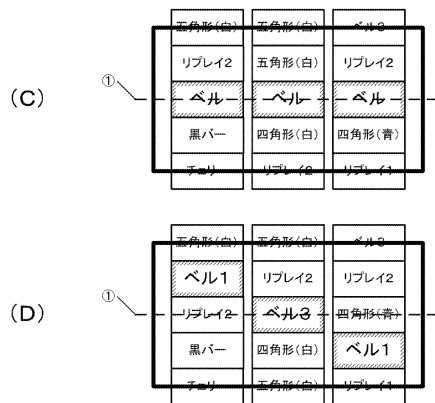 五角形(白) 五角形(白) ベル3
リプレイ2 五角形(白) リプレイ2
(C) ① ベル ベル ベル
黒バー 四角形(白) 四角形(青)
チェリー リプレイ2 リプレイ1
五角形(白) 五角形(白) ベル3
ベル1 リプレイ2 リプレイ2
(D) ① リプレイ2 ベル3 四角形(青)
黒バー 四角形(白) ベル1
チェリー 五角形(白) リプレイ1